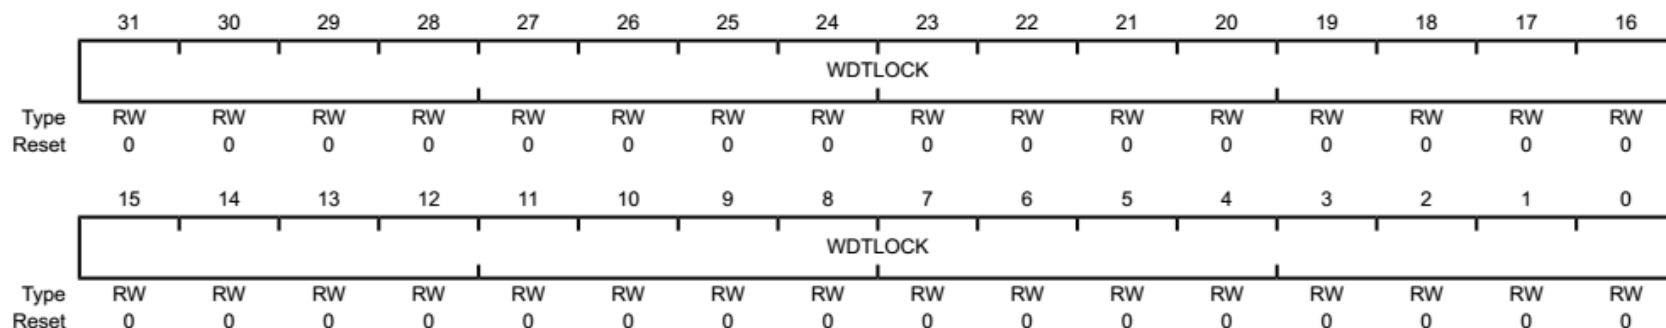 31 30 29 28 27 26 25 24 23 22 21 20 19 18 17 16
WDTLOCK
Type RW RW RW RW RW RW RW RW RW RW RW RW RW RW RW RW
Reset 0 0 0 0 0 0 0 0 0 0 0 0 0 0 0 0
15 14 13 12 11 10 9 8 7 6 5 4 3 2 1 0
WDTLOCK
Type RW RW RW RW RW RW RW RW RW RW RW RW RW RW RW RW
Reset 0 0 0 0 0 0 0 0 0 0 0 0 0 0 0 0